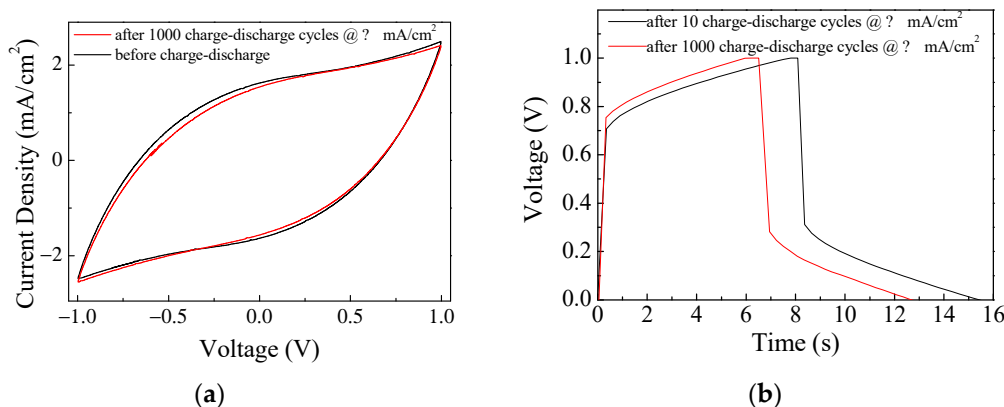 after 1000 charge-discharge cycles @ ? mA/cm²
before charge-discharge
Current Density (mA/cm²)
2
0
−2
−1.0
−0.5
0.0
0.5
1.0
Voltage (V)
(a)
after 10 charge-discharge cycles @ ? mA/cm²
after 1000 charge-discharge cycles @ ? mA/cm²
Voltage (V)
1.0
0.8
0.6
0.4
0.2
0.0
0
2
4
6
8
10
12
14
16
Time (s)
(b)